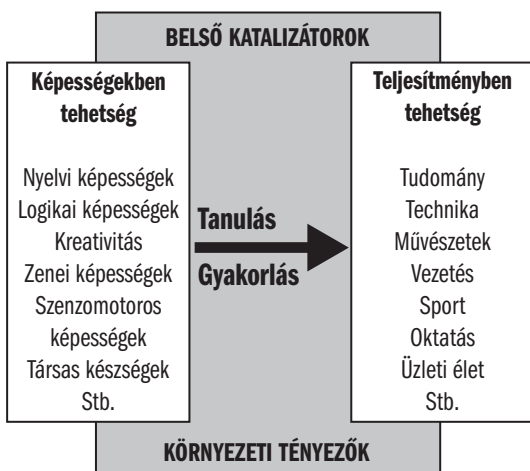 BELSŐ KATALIZÁTOROK
Képességekben
tehetség
Nyelvi képességek
Logikai képességek
Kreativitás
Zenei képességek
Szenzomotoros
képességek
Társas készségek
Stb.
Tanulás
Gyakorlás
Teljesítményben
tehetség
Tudomány
Technika
Művészetek
Vezetés
Sport
Oktatás
Üzleti élet
Stb.
KÖRNYEZETI TÉNYEZŐK